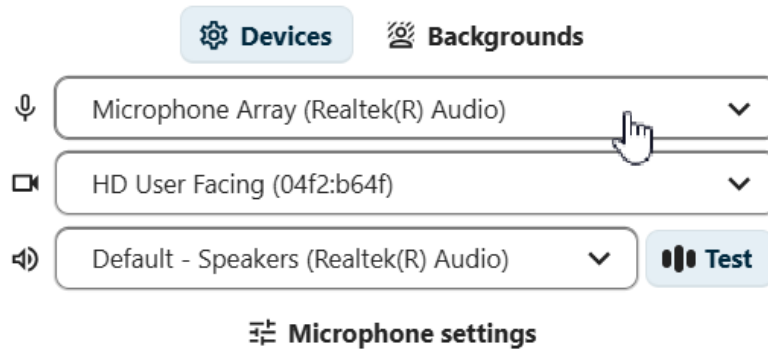 Devices Backgrounds
Microphone Array (Realtek(R) Audio)
HD User Facing (04f2:b64f)
Default - Speakers (Realtek(R) Audio) Test
Microphone settings